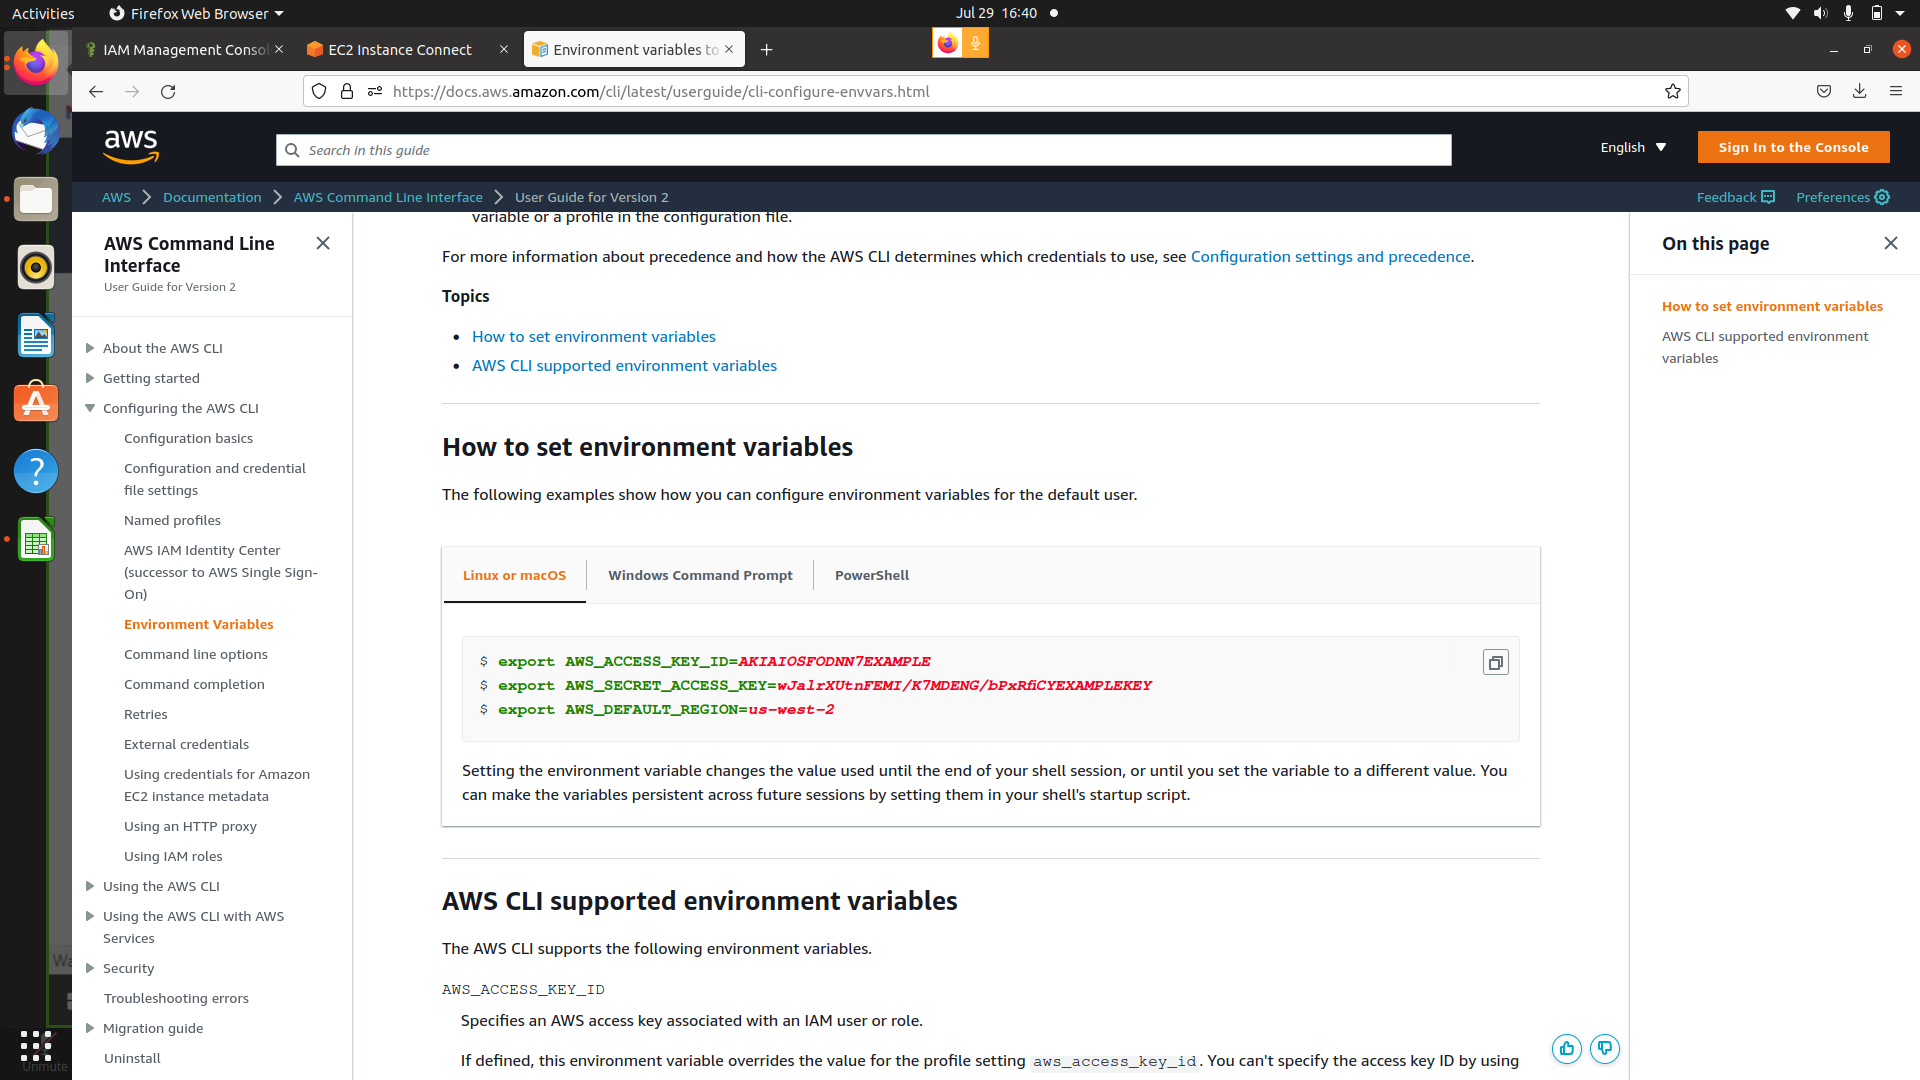 Activities
Firefox Web Browser
Jul 29 16:40
IAM Management Consol
EC2 Instance Connect
Environment variables to
https://docs.aws.amazon.com/cli/latest/userguide/cli-configure-envvars.html
aws
Search in this guide
English
Sign In to the Console
AWS
Documentation
AWS Command Line Interface
User Guide for Version 2
Feedback
Preferences
AWS Command Line
Interface
User Guide for Version 2
About the AWS CLI
Getting started
Configuring the AWS CLI
Configuration basics
Configuration and credential
file settings
Named profiles
AWS IAM Identity Center
(successor to AWS Single Sign-
On)
Environment Variables
Command line options
Command completion
Retries
External credentials
Using credentials for Amazon
EC2 instance metadata
Using an HTTP proxy
Using IAM roles
Using the AWS CLI
Using the AWS CLI with AWS
Services
Security
Troubleshooting errors
Migration guide
Uninstall
variable or a profile in the configuration file.
For more information about precedence and how the AWS CLI determines which credentials to use, see Configuration settings and precedence.
Topics
• How to set environment variables
• AWS CLI supported environment variables
How to set environment variables
The following examples show how you can configure environment variables for the default user.
Linux or macOS
Windows Command Prompt
PowerShell
$ export AWS_ACCESS_KEY_ID=AKIAIOSFODNN7EXAMPLE
$ export AWS_SECRET_ACCESS_KEY=wJalrXUtnFEMI/K7MDENG/bPxRfiCYEXAMPLEKEY
$ export AWS_DEFAULT_REGION=us-west-2
Setting the environment variable changes the value used until the end of your shell session, or until you set the variable to a different value. You
can make the variables persistent across future sessions by setting them in your shell's startup script.
AWS CLI supported environment variables
The AWS CLI supports the following environment variables.
AWS_ACCESS_KEY_ID
Specifies an AWS access key associated with an IAM user or role.
If defined, this environment variable overrides the value for the profile setting aws_access_key_id. You can't specify the access key ID by using
On this page
How to set environment variables
AWS CLI supported environment
variables
Wa
Unmute